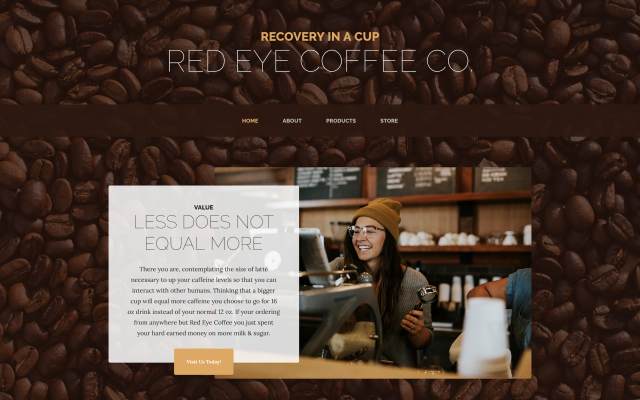 RECOVERY IN A CUP
RED EYE COFFEE CO.
HOME ABOUT PRODUCTS STORE
VALUE
LESS DOES NOT
EQUAL MORE
There you are, contemplating the size of latte
necessary to up your caffeine levels so that you can
interact with other humans. Thinking that a bigger
cup will equal more caffeine you choose to go for 16
oz drink instead of your normal 12 oz. If your ordering
from anywhere but Red Eye Coffee you just spent
your hard earned money on more milk & sugar.
Visit Us Today!